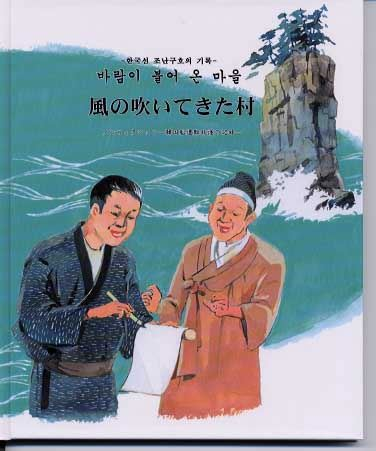 -한국선 조난구호의 기록-
바람이 불어 온 마을
風の吹いてきた村